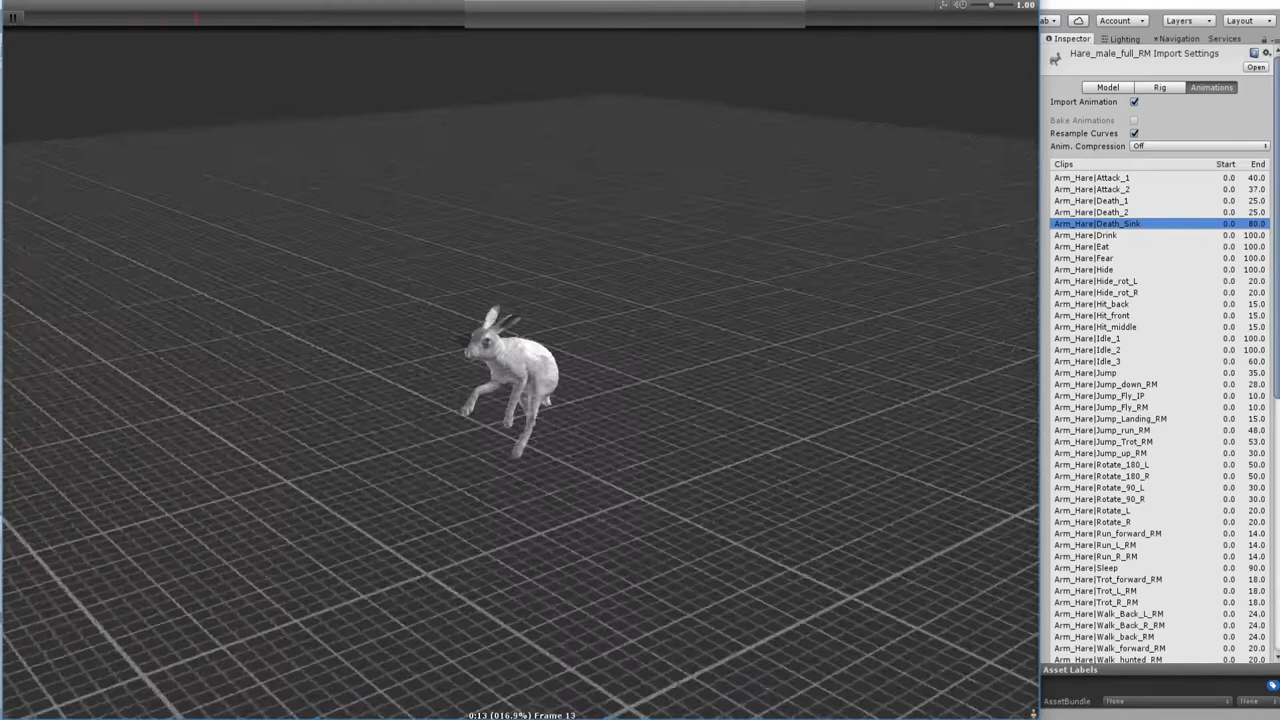 1.00
ab
Account
Layers
Layout
Inspector
Lighting
Navigation
Services
Hare_male_full_RM Import Settings
Open
Model
Rig
Animations
Import Animation
Bake Animations
Resample Curves
Anim. Compression
Off
Clips Start End
Arm_Hare|Attack_1 0.0 40.0
Arm_Hare|Attack_2 0.0 37.0
Arm_Hare|Death_1 0.0 25.0
Arm_Hare|Death_2 0.0 25.0
Arm_Hare|Death_Sink 0.0 80.0
Arm_Hare|Drink 0.0 100.0
Arm_Hare|Eat 0.0 100.0
Arm_Hare|Fear 0.0 100.0
Arm_Hare|Hide 0.0 100.0
Arm_Hare|Hide_rot_L 0.0 20.0
Arm_Hare|Hide_rot_R 0.0 20.0
Arm_Hare|Hit_back 0.0 15.0
Arm_Hare|Hit_front 0.0 15.0
Arm_Hare|Hit_middle 0.0 15.0
Arm_Hare|Idle_1 0.0 100.0
Arm_Hare|Idle_2 0.0 100.0
Arm_Hare|Idle_3 0.0 60.0
Arm_Hare|Jump 0.0 35.0
Arm_Hare|Jump_down_RM 0.0 28.0
Arm_Hare|Jump_Fly_IP 0.0 10.0
Arm_Hare|Jump_Fly_RM 0.0 10.0
Arm_Hare|Jump_Landing_RM 0.0 15.0
Arm_Hare|Jump_run_RM 0.0 48.0
Arm_Hare|Jump_Trot_RM 0.0 53.0
Arm_Hare|Jump_up_RM 0.0 30.0
Arm_Hare|Rotate_180_L 0.0 50.0
Arm_Hare|Rotate_180_R 0.0 50.0
Arm_Hare|Rotate_90_L 0.0 30.0
Arm_Hare|Rotate_90_R 0.0 30.0
Arm_Hare|Rotate_L 0.0 20.0
Arm_Hare|Rotate_R 0.0 20.0
Arm_Hare|Run_forward_RM 0.0 14.0
Arm_Hare|Run_L_RM 0.0 14.0
Arm_Hare|Run_R_RM 0.0 14.0
Arm_Hare|Sleep 0.0 90.0
Arm_Hare|Trot_forward_RM 0.0 18.0
Arm_Hare|Trot_L_RM 0.0 18.0
Arm_Hare|Trot_R_RM 0.0 18.0
Arm_Hare|Walk_Back_L_RM 0.0 24.0
Arm_Hare|Walk_Back_R_RM 0.0 24.0
Arm_Hare|Walk_back_RM 0.0 24.0
Arm_Hare|Walk_forward_RM 0.0 20.0
Arm_Hare|Walk_hunted_RM 0.0 20.0
Asset Labels
AssetBundle
None
None
0:13 (016.9%) Frame 13